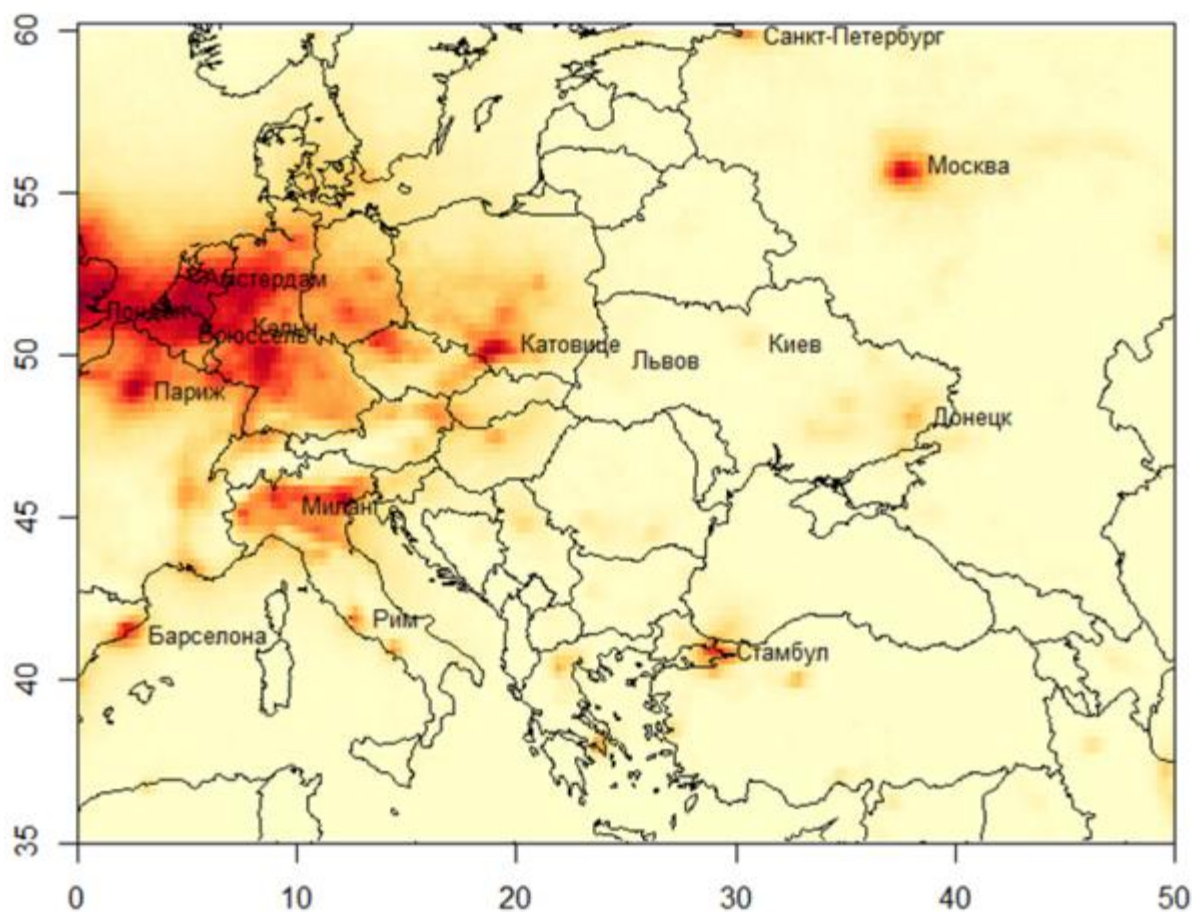 60
Санкт-Петербург
Москва
55
Амстердам
Лондон
Кельн
Брюссель
50
Катовице
Киев
Львов
Париж
Донецк
45
Милан
Рим
Барселона
Стамбул
40
35
0
10
20
30
40
50